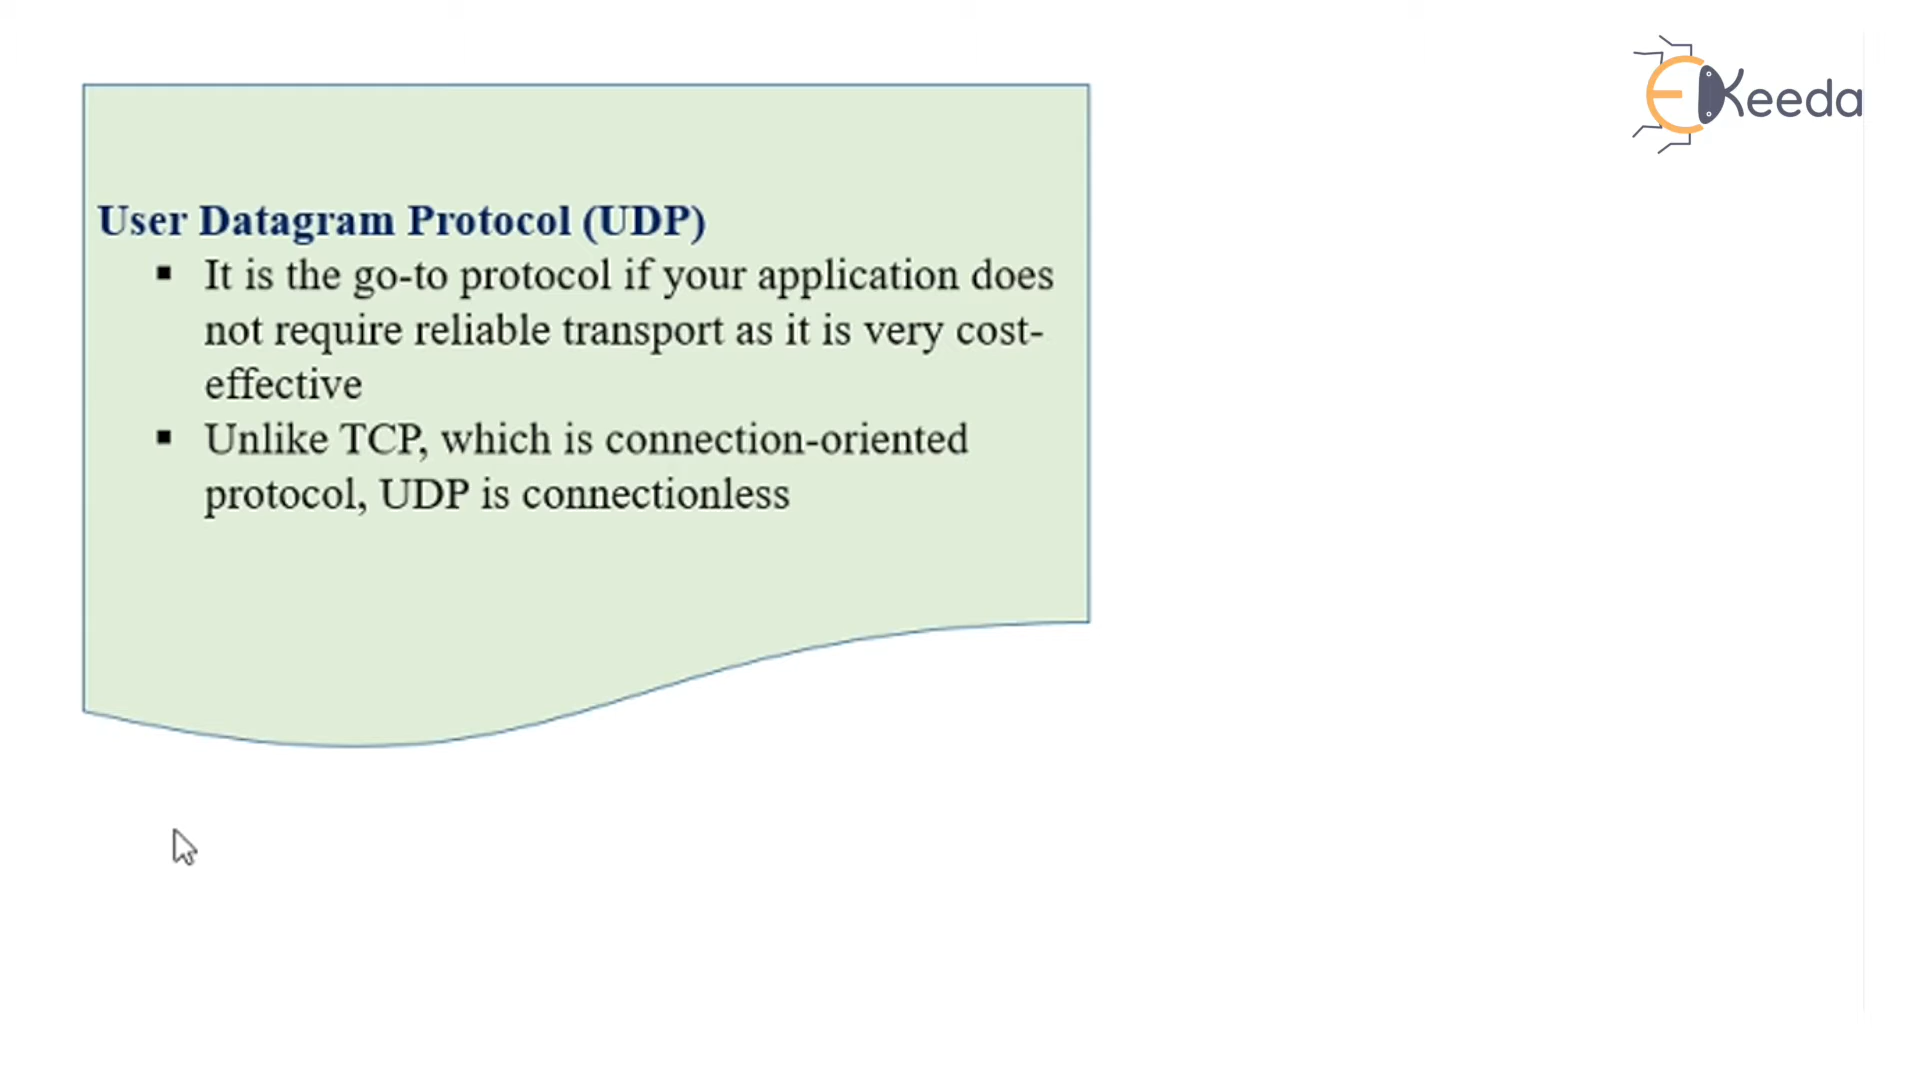 EKeeda
User Datagram Protocol (UDP)
▪ It is the go-to protocol if your application does
not require reliable transport as it is very cost-
effective
▪ Unlike TCP, which is connection-oriented
protocol, UDP is connectionless